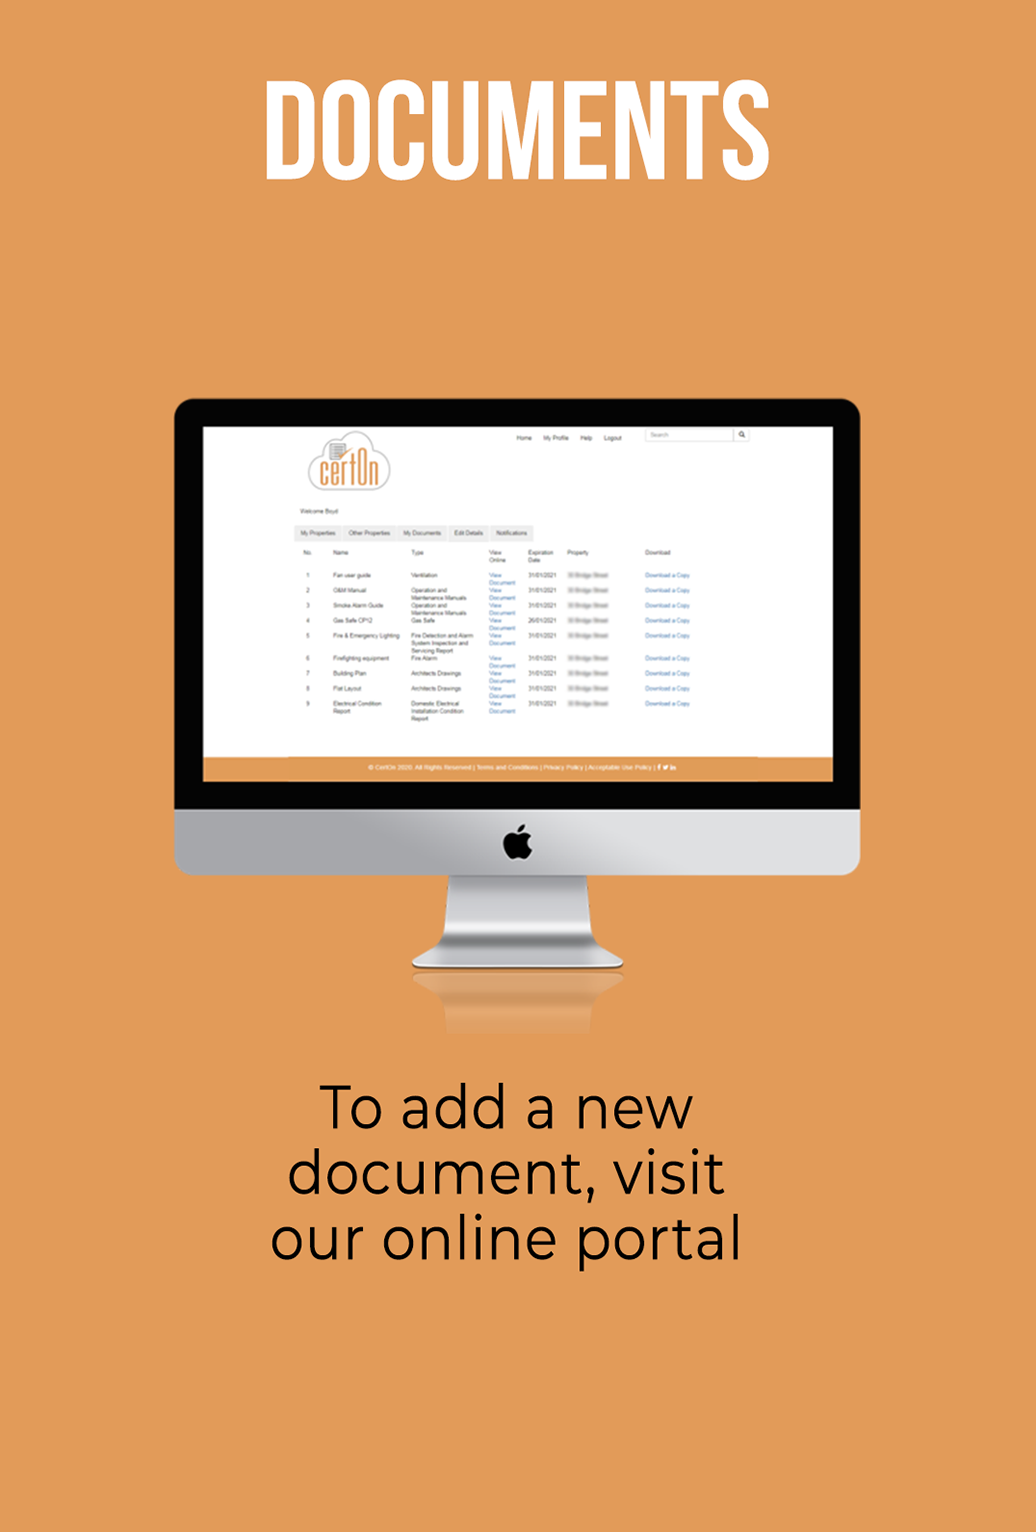 DOCUMENTS
certOn
Home My Profile Help Logout Search
Welcome Boyd
My Properties Other Properties My Documents Edit Details Notifications
No. Name Type View Online Expiration Date Property Download
1 Fan user guide Ventilation View Document 31/01/2021 Download a Copy
2 O&M Manual Operation and Maintenance Manuals View Document 31/01/2021 Download a Copy
3 Smoke Alarm Guide Operation and Maintenance Manuals View Document 31/01/2021 Download a Copy
4 Gas Safe CP12 Gas Safe View Document 26/01/2021 Download a Copy
5 Fire & Emergency Lighting Fire Detection and Alarm System Inspection and Servicing Report View Document 31/01/2021 Download a Copy
6 Firefighting equipment Fire Alarm View Document 31/01/2021 Download a Copy
7 Building Plan Architects Drawings View Document 31/01/2021 Download a Copy
8 Flat Layout Architects Drawings View Document 31/01/2021 Download a Copy
9 Electrical Condition Report Domestic Electrical Installation Condition Report View Document 31/01/2021 Download a Copy
© CertOn 2020. All Rights Reserved | Terms and Conditions | Privacy Policy | Acceptable Use Policy |
To add a new
document, visit
our online portal